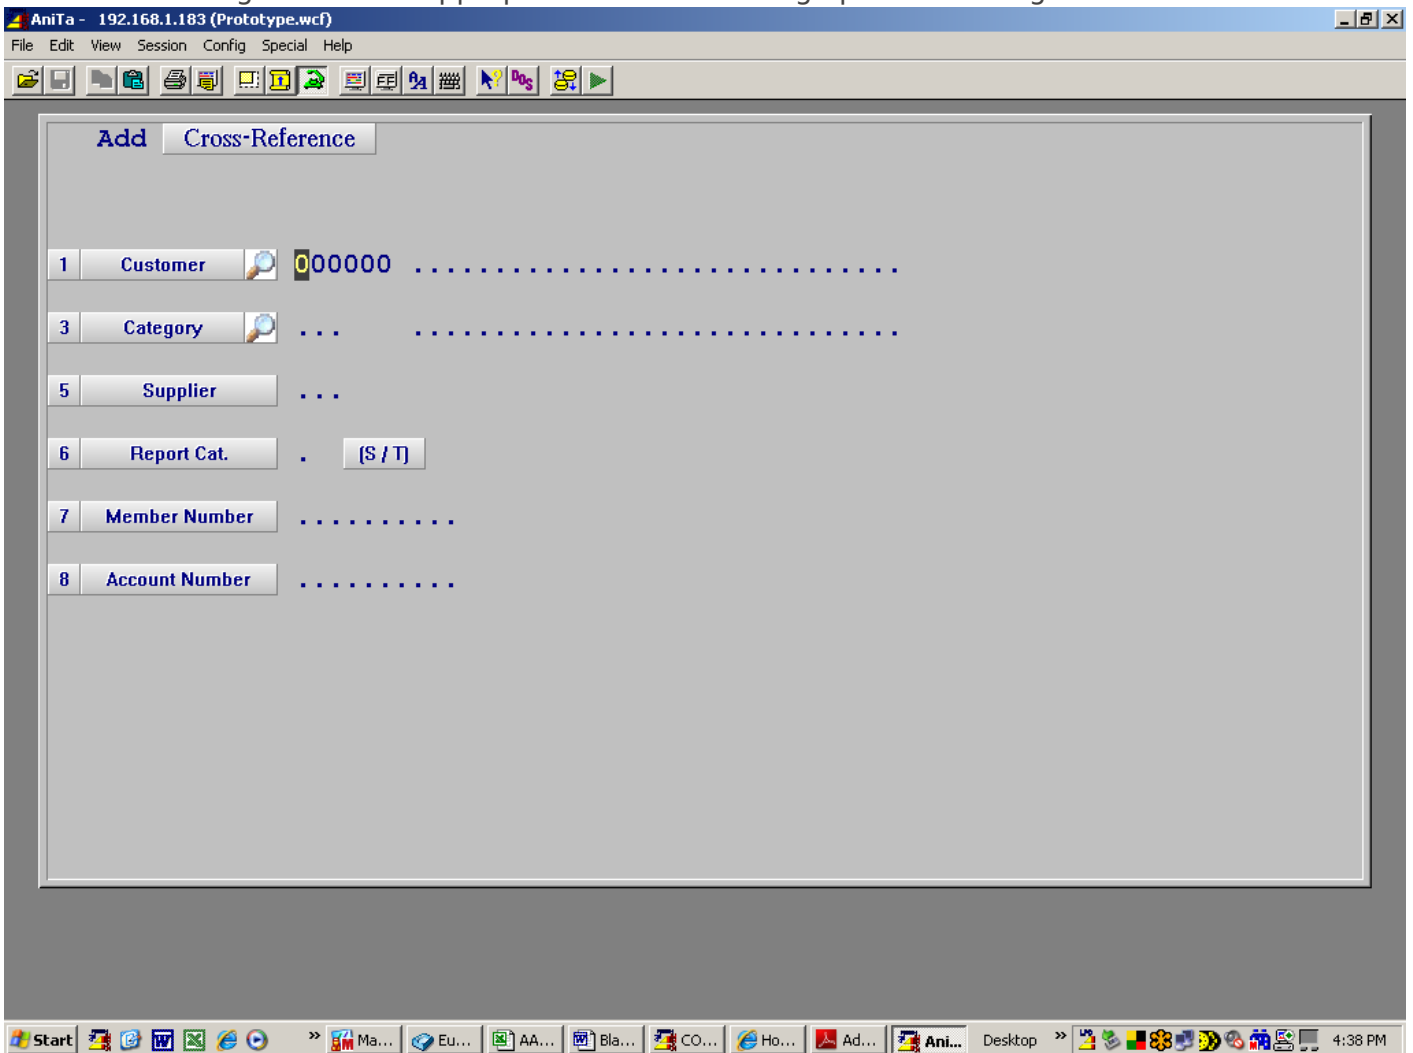 AniTa - 192.168.1.183 (Prototype.wcf)
File Edit View Session Config Special Help
DOS
Add Cross-Reference
1 Customer 000000 ..............................
3 Category ... ..............................
5 Supplier ...
6 Report Cat. . (S / T)
7 Member Number ..........
8 Account Number ..........
Start » Ma... Eu... AA... Bla... CO... Ho... Ad... Ani... Desktop » 4:38 PM